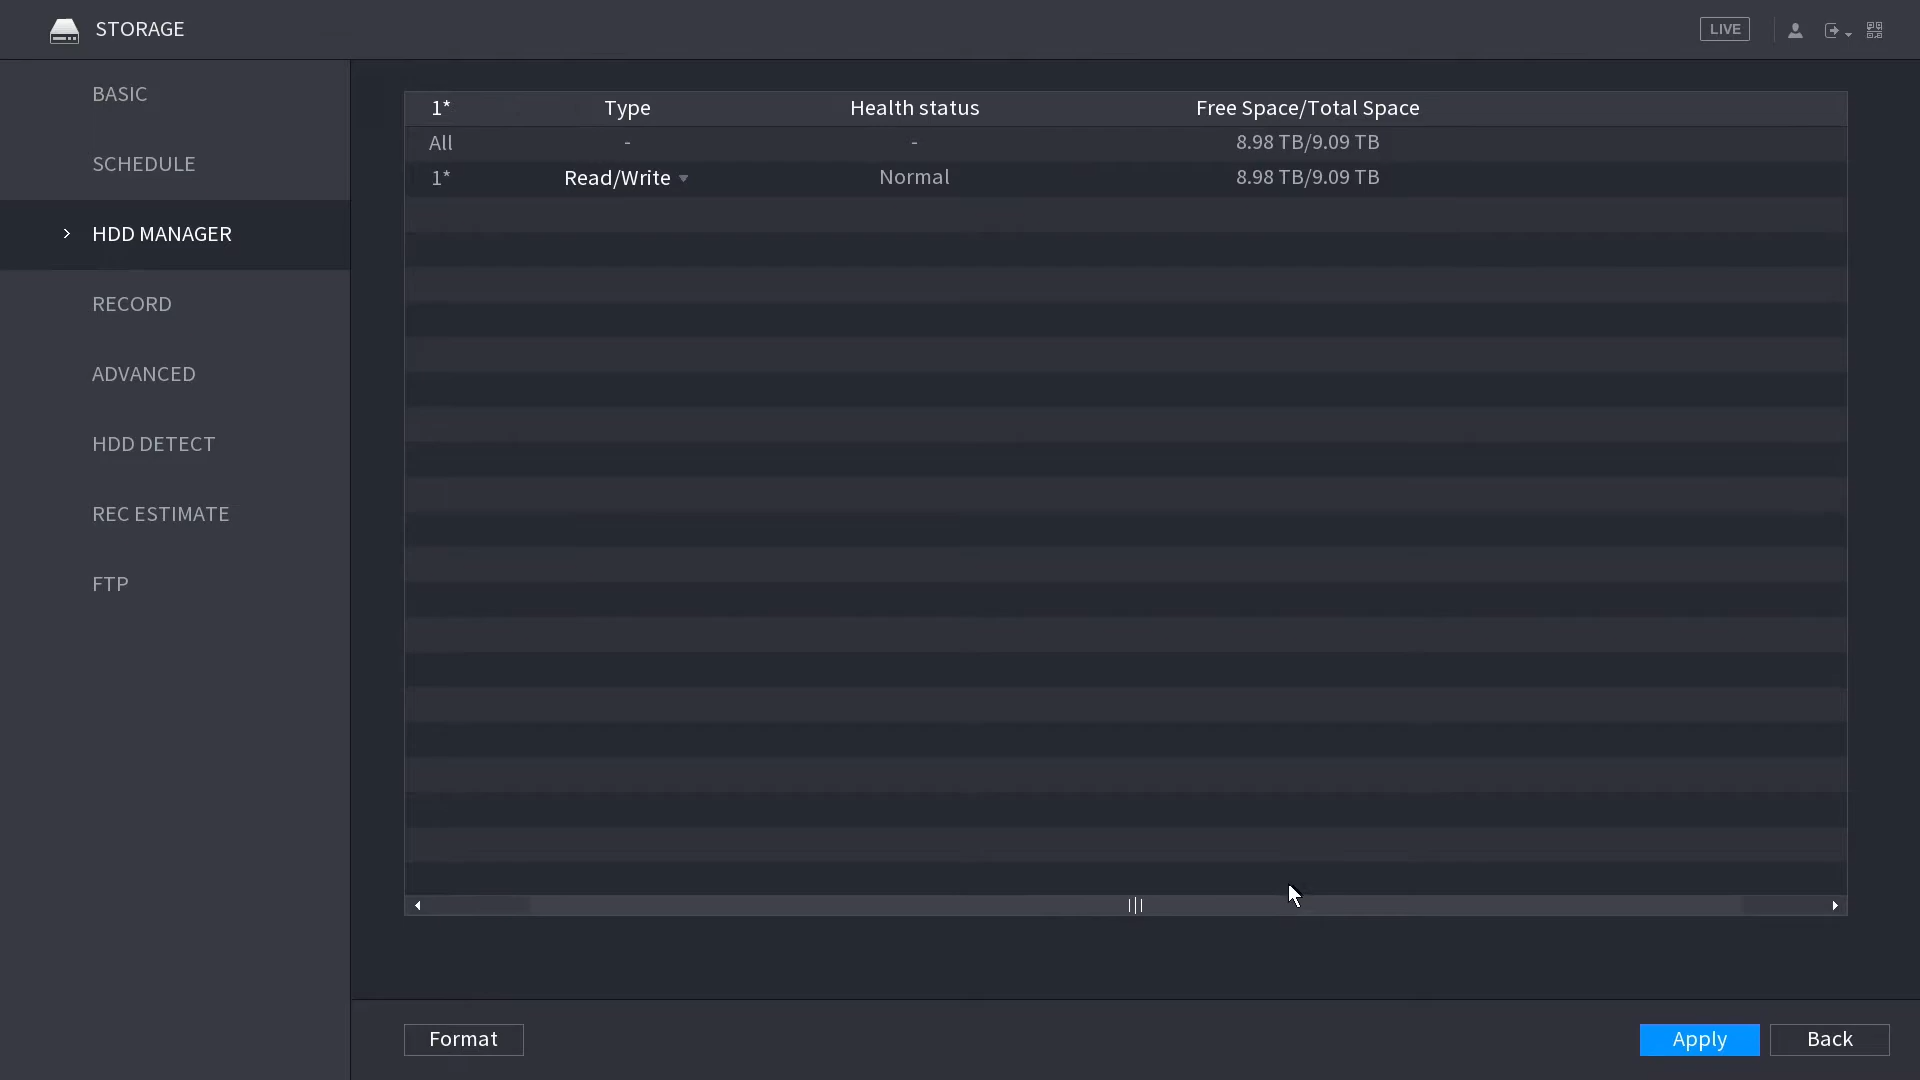 STORAGE
LIVE
BASIC
SCHEDULE
HDD MANAGER
RECORD
ADVANCED
HDD DETECT
REC ESTIMATE
FTP
1* Type Health status Free Space/Total Space
All - - 8.98 TB/9.09 TB
1* Read/Write Normal 8.98 TB/9.09 TB
Format Apply Back